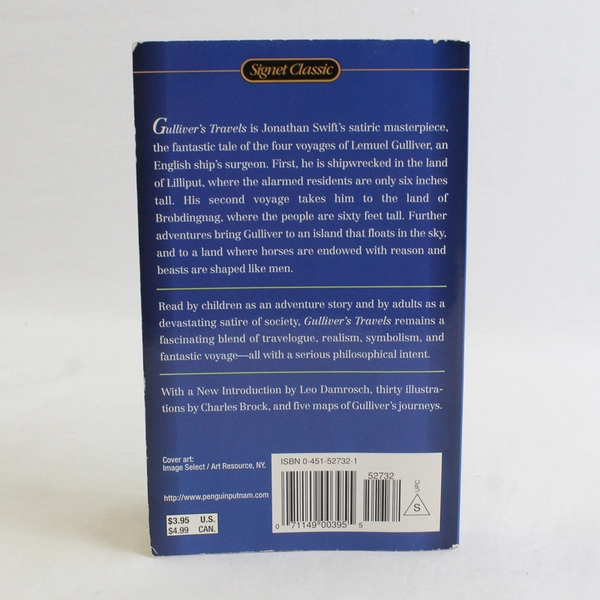 Signet Classic
Gulliver's Travels is Jonathan Swift's satiric masterpiece,
the fantastic tale of the four voyages of Lemuel Gulliver, an
English ship's surgeon. First, he is shipwrecked in the land
of Lilliput, where the alarmed residents are only six inches
tall. His second voyage takes him to the land of
Brobdingnag, where the people are sixty feet tall. Further
adventures bring Gulliver to an island that floats in the sky,
and to a land where horses are endowed with reason and
beasts are shaped like men.
Read by children as an adventure story and by adults as a
devastating satire of society, Gulliver's Travels remains a
fascinating blend of travelogue, realism, symbolism, and
fantastic voyage—all with a serious philosophical intent.
With a New Introduction by Leo Damrosch, thirty illustra-
tions by Charles Brock, and five maps of Gulliver's journeys.
Cover art:
Image Select / Art Resource, NY.
http://www.penguinputnam.com
$3.95 U.S.
$4.99 CAN.
ISBN 0-451-52732-1
52732
0 71149 00395 5
UPC
S